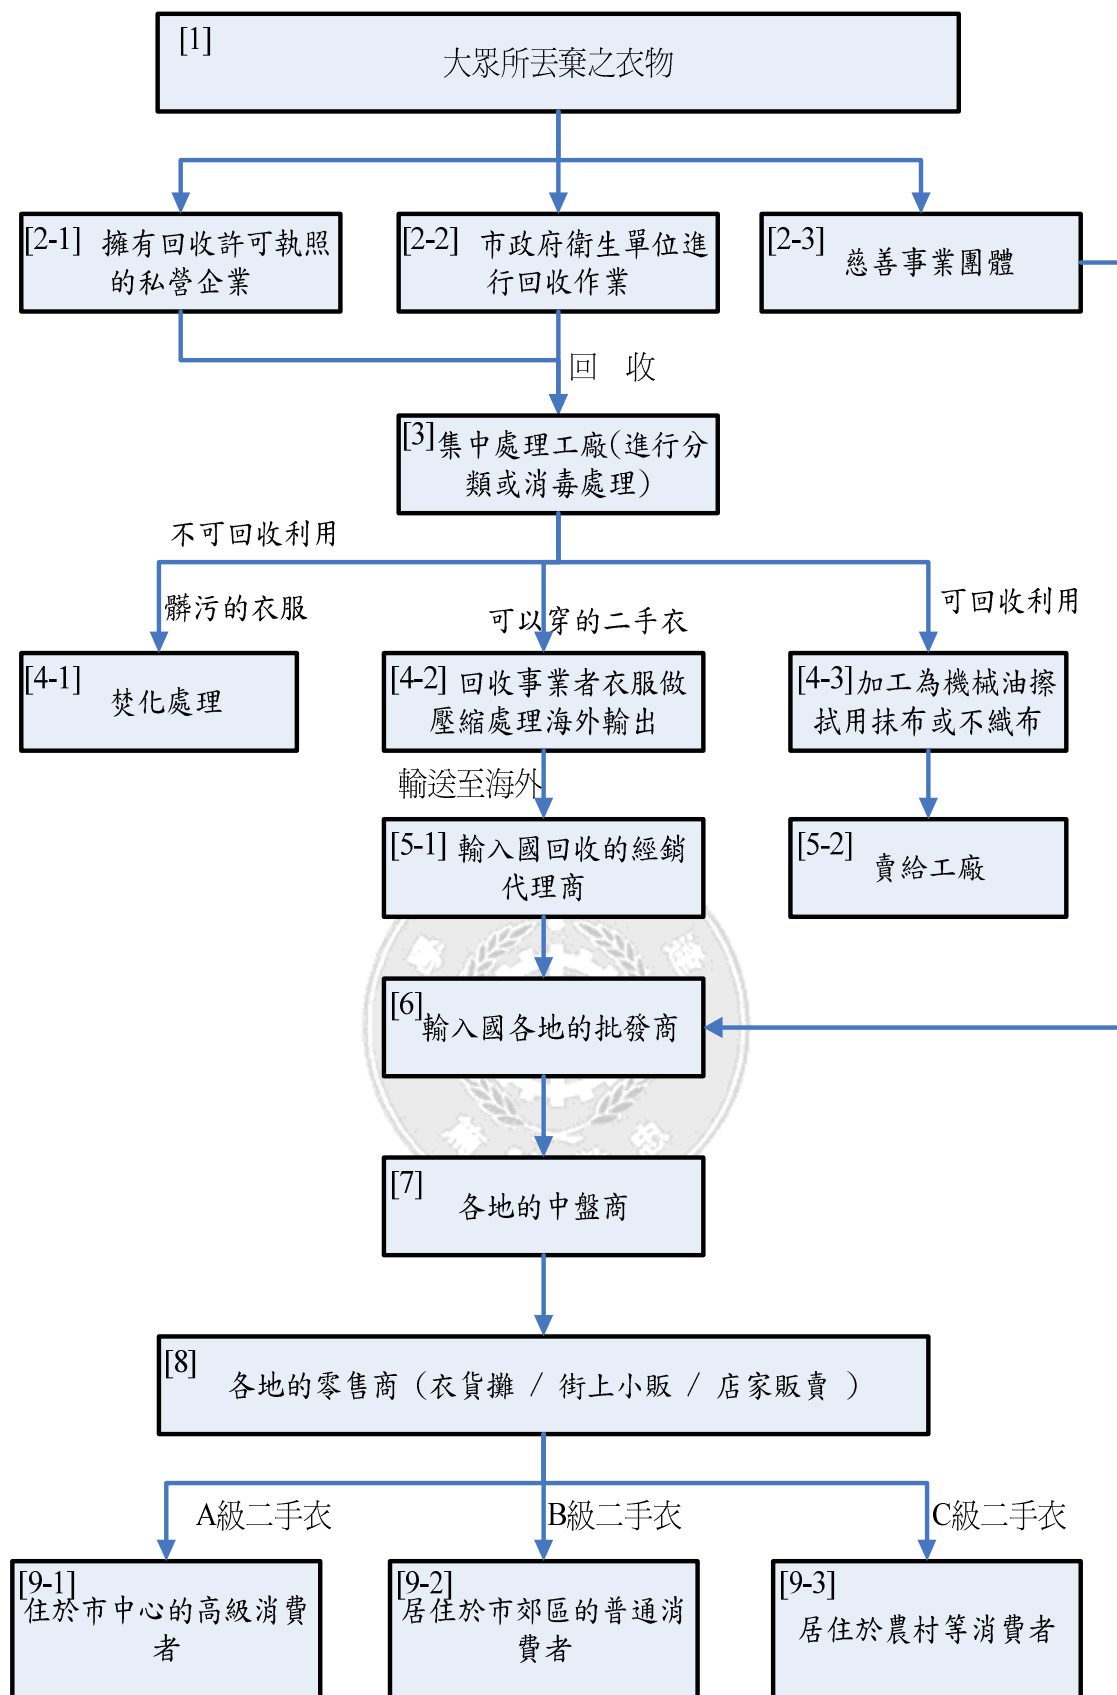 [1]
大眾所丟棄之衣物
[2-1] 擁有回收許可執照
的私營企業
[2-2] 市政府衛生單位進
行回收作業
[2-3] 慈善事業團體
回 收
[3]集中處理工廠(進行分
類或消毒處理)
不可回收利用
髒污的衣服
可以穿的二手衣
可回收利用
[4-1] 焚化處理
[4-2] 回收事業者衣服做
壓縮處理海外輸出
[4-3]加工為機械油擦
拭用抹布或不織布
輸送至海外
[5-1] 輸入國回收的經銷
代理商
[5-2] 賣給工廠
[6] 輸入國各地的批發商
[7] 各地的中盤商
[8] 各地的零售商 (衣貨攤 / 街上小販 / 店家販賣 )
A級二手衣
B級二手衣
C級二手衣
[9-1]
住於市中心的高級消費
者
[9-2]
居住於市郊區的普通消
費者
[9-3]
居住於農村等消費者